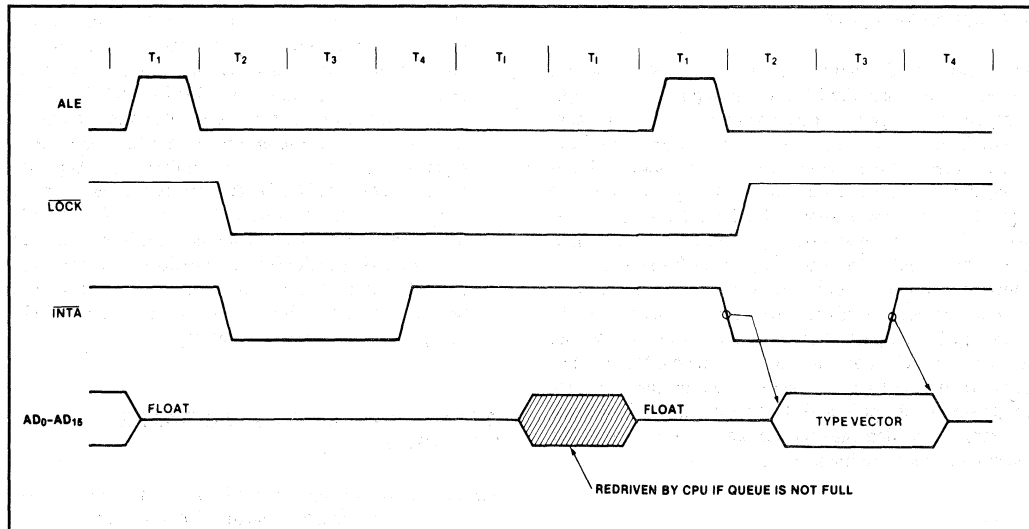 T1 T2 T3 T4 TI TI T1 T2 T3 T4
ALE
LOCK
INTA
AD0-AD15
FLOAT
FLOAT
TYPE VECTOR
REDRIVEN BY CPU IF QUEUE IS NOT FULL